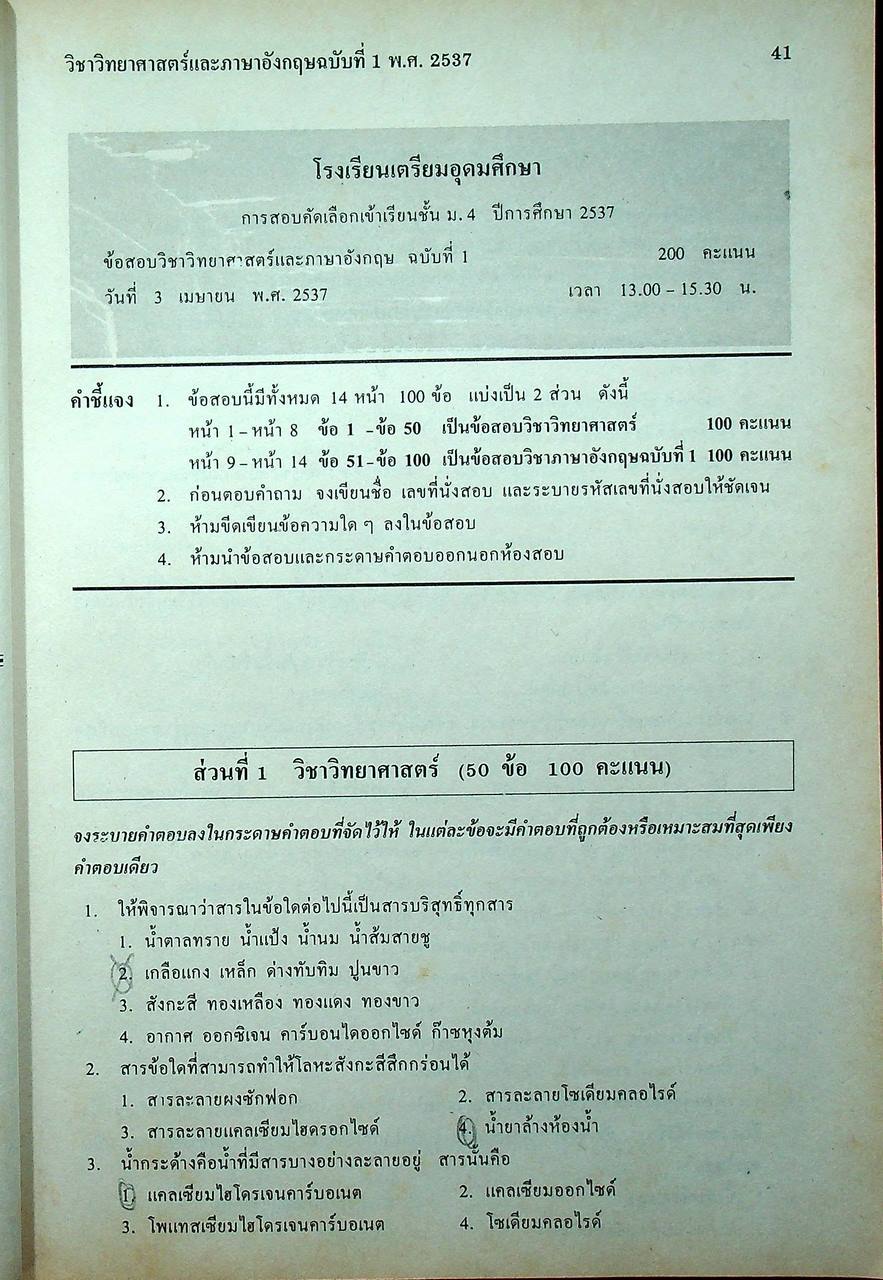 วิชาวิทยาศาสตร์และภาษาอังกฤษฉบับที่ 1 พ.ศ. 2537 41
โรงเรียนเตรียมอุดมศึกษา
การสอบคัดเลือกเข้าเรียนชั้น ม.4 ปีการศึกษา 2537
ข้อสอบวิชาวิทยาศาสตร์และภาษาอังกฤษ ฉบับที่ 1 200 คะแนน
วันที่ 3 เมษายน พ.ศ. 2537 เวลา 13.00 – 15.30 น.
คำชี้แจง 1. ข้อสอบนี้มีทั้งหมด 14 หน้า 100 ข้อ แบ่งเป็น 2 ส่วน ดังนี้
หน้า 1 – หน้า 8 ข้อ 1 – ข้อ 50 เป็นข้อสอบวิชาวิทยาศาสตร์ 100 คะแนน
หน้า 9 – หน้า 14 ข้อ 51 – ข้อ 100 เป็นข้อสอบวิชาภาษาอังกฤษฉบับที่ 1 100 คะแนน
2. ก่อนตอบคำถาม จงเขียนชื่อ เลขที่นั่งสอบ และระบายรหัสเลขที่นั่งสอบให้ชัดเจน
3. ห้ามขีดเขียนข้อความใด ๆ ลงในข้อสอบ
4. ห้ามนำข้อสอบและกระดาษคำตอบออกนอกห้องสอบ
ส่วนที่ 1 วิชาวิทยาศาสตร์ (50 ข้อ 100 คะแนน)
จงระบายคำตอบลงในกระดาษคำตอบที่จัดไว้ให้ ในแต่ละข้อจะมีคำตอบที่ถูกต้องหรือเหมาะสมที่สุดเพียง
คำตอบเดียว
1. ให้พิจารณาว่าสารในข้อใดต่อไปนี้เป็นสารบริสุทธิ์ทุกสาร
1. น้ำตาลทราย น้ำแป้ง น้ำนม น้ำส้มสายชู
2. เกลือแกง เหล็ก ด่างทับทิม ปูนขาว
3. สังกะสี ทองเหลือง ทองแดง ทองขาว
4. อากาศ ออกซิเจน คาร์บอนไดออกไซด์ ก๊าซหุงต้ม
2. สารข้อใดที่สามารถทำให้โลหะสังกะสีสึกกร่อนได้
1. สารละลายผงซักฟอก 2. สารละลายโซเดียมคลอไรด์
3. สารละลายแคลเซียมไฮดรอกไซด์ 4. น้ำยาล้างห้องน้ำ
3. น้ำกระด้างคือน้ำที่มีสารบางอย่างละลายอยู่ สารนั้นคือ
1. แคลเซียมไฮโดรเจนคาร์บอเนต 2. แคลเซียมออกไซด์
3. โพแทสเซียมไฮโดรเจนคาร์บอเนต 4. โซเดียมคลอไรด์